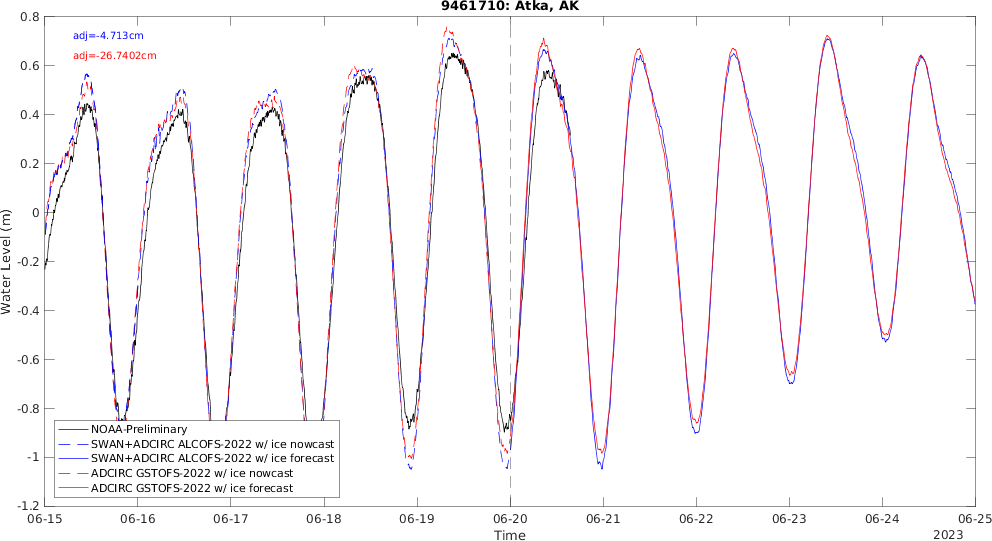 9461710: Atka, AK
adj=-4.713cm
adj=-26.7402cm
Water Level (m)
0.8
0.6
0.4
0.2
0
-0.2
-0.4
-0.6
-0.8
-1
-1.2
NOAA-Preliminary
SWAN+ADCIRC ALCOFS-2022 w/ ice nowcast
SWAN+ADCIRC ALCOFS-2022 w/ ice forecast
ADCIRC GSTOFS-2022 w/ ice nowcast
ADCIRC GSTOFS-2022 w/ ice forecast
06-15 06-16 06-17 06-18 06-19 06-20 06-21 06-22 06-23 06-24 06-25
Time
2023